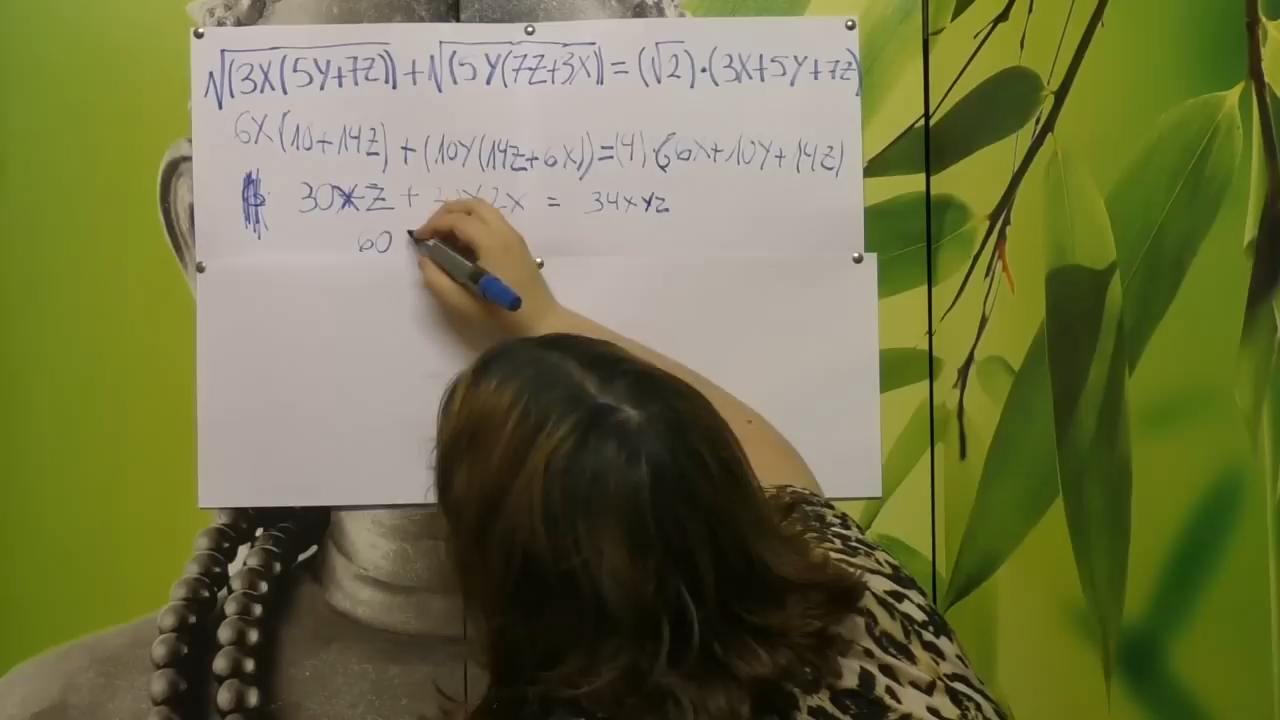 √(3X(5Y+7Z)) + √(5Y(7Z+3X)) = (√2)·(3X+5Y+7Z)
6X(10+14Z) + (10Y(14Z+6X)) = (4)·(6X+10Y+14Z)
30XZ + 2X = 34XYZ
60